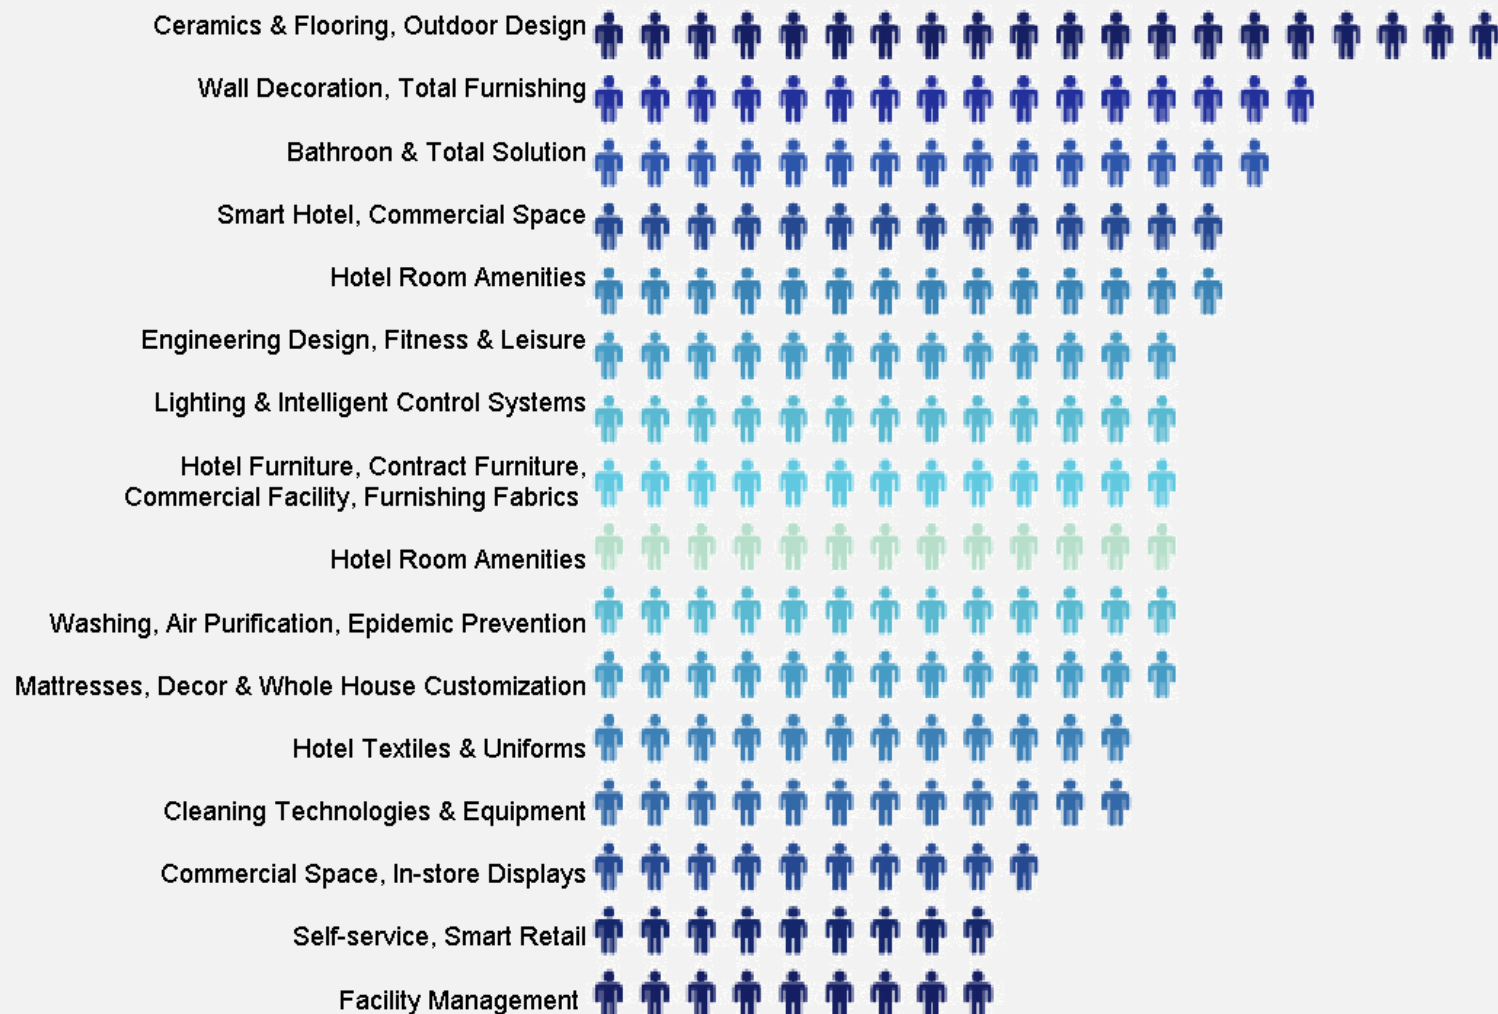 Ceramics & Flooring, Outdoor Design
Wall Decoration, Total Furnishing
Bathroon & Total Solution
Smart Hotel, Commercial Space
Hotel Room Amenities
Engineering Design, Fitness & Leisure
Lighting & Intelligent Control Systems
Hotel Furniture, Contract Furniture,
Commercial Facility, Furnishing Fabrics
Hotel Room Amenities
Washing, Air Purification, Epidemic Prevention
Mattresses, Decor & Whole House Customization
Hotel Textiles & Uniforms
Cleaning Technologies & Equipment
Commercial Space, In-store Displays
Self-service, Smart Retail
Facility Management